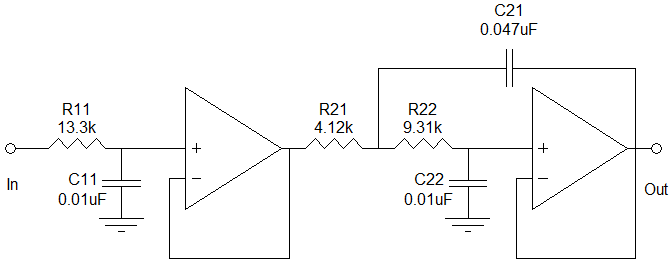 C21
0.047uF
R11
13.3k
R21
4.12k
R22
9.31k
+
+
In
C11
0.01uF
−
C22
0.01uF
−
Out